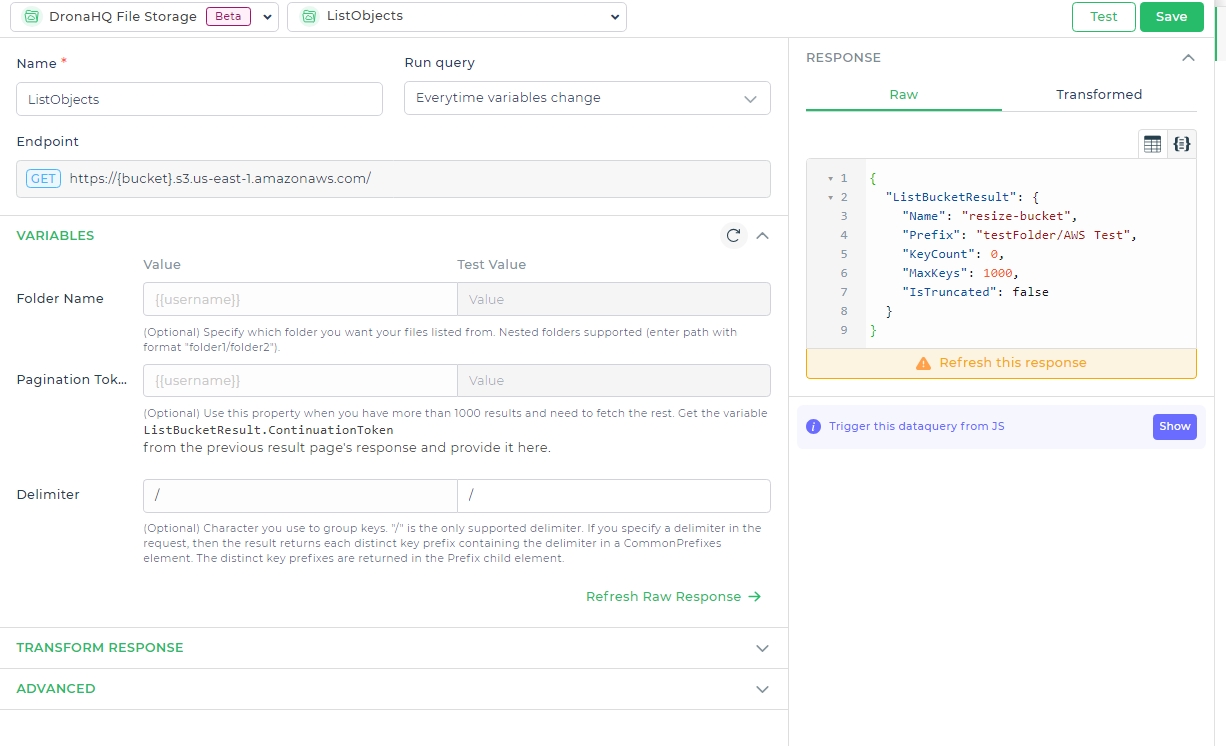 DronaHQ File Storage Beta
ListObjects
Test
Save
Name *
Run query
ListObjects
Everytime variables change
Endpoint
GET https://{bucket}.s3.us-east-1.amazonaws.com/
VARIABLES
Value
Test Value
Folder Name
{{username}}
Value
(Optional) Specify which folder you want your files listed from. Nested folders supported (enter path with
format "folder1/folder2").
Pagination Tok...
{{username}}
Value
(Optional) Use this property when you have more than 1000 results and need to fetch the rest. Get the variable
ListBucketResult.ContinuationToken
from the previous result page's response and provide it here.
Delimiter
/
/
(Optional) Character you use to group keys. "/" is the only supported delimiter. If you specify a delimiter in the
request, then the result returns each distinct key prefix containing the delimiter in a CommonPrefixes
element. The distinct key prefixes are returned in the Prefix child element.
Refresh Raw Response →
TRANSFORM RESPONSE
ADVANCED
RESPONSE
Raw
Transformed
1 {
2 "ListBucketResult": {
3 "Name": "resize-bucket",
4 "Prefix": "testFolder/AWS Test",
5 "KeyCount": 0,
6 "MaxKeys": 1000,
7 "IsTruncated": false
8 }
9 }
Refresh this response
Trigger this dataquery from JS
Show